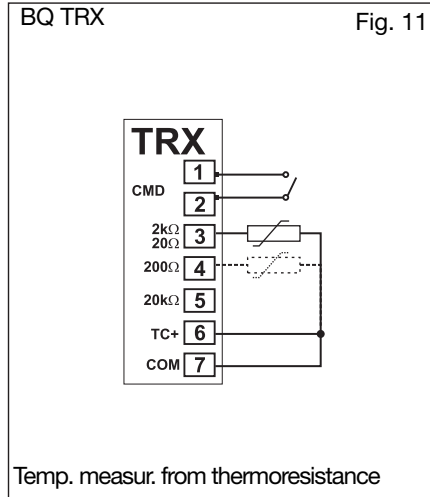 BQ TRX
Fig. 11
TRX
1
CMD
2
2kΩ
20Ω
3
200Ω 4
20kΩ 5
TC+ 6
COM 7
Temp. measur. from thermoresistance